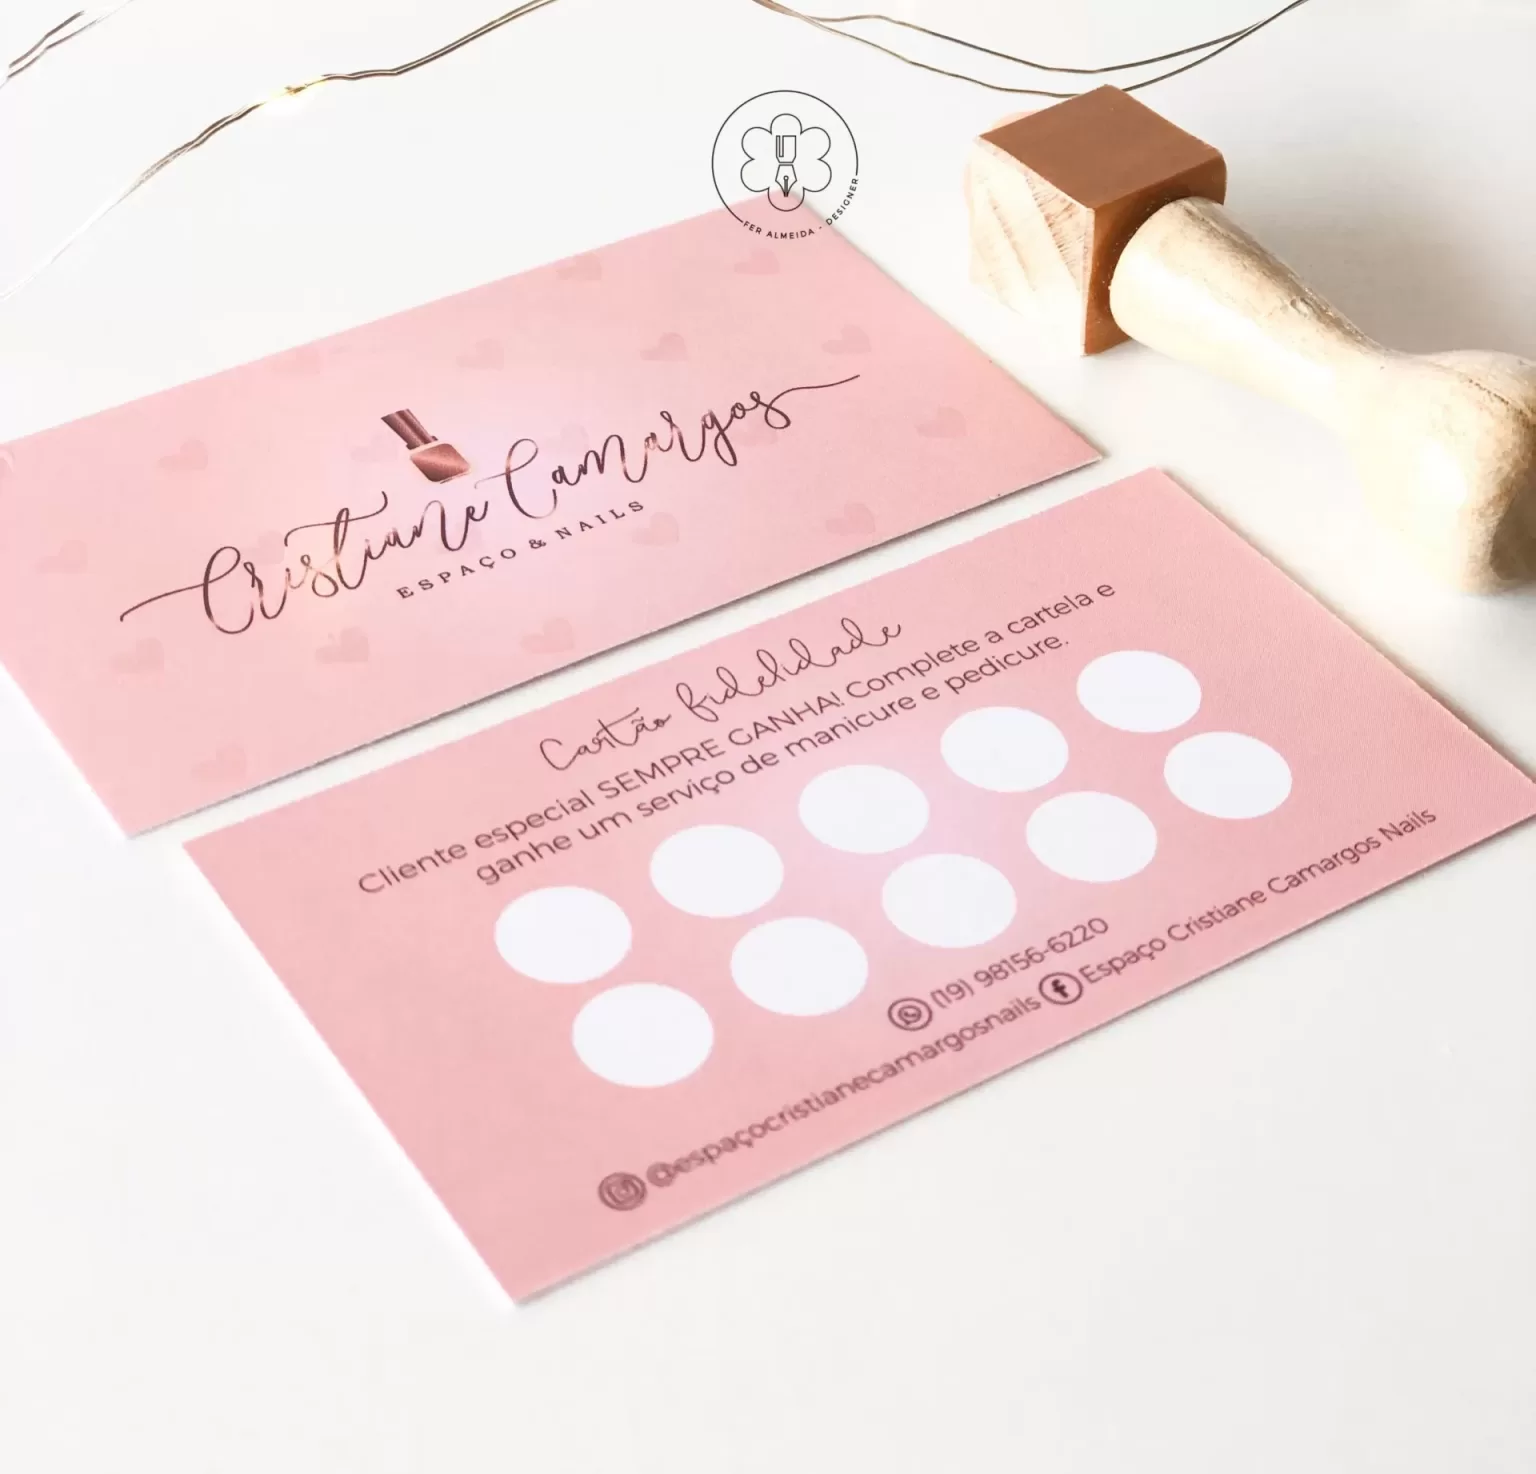 FER ALMEIDA - DESIGNER
Cristiane Camargos
ESPAÇO & NAILS
Cartão fidelidade
Cliente especial SEMPRE GANHA! Complete a cartela e
ganhe um serviço de manicure e pedicure.
(19) 98156-6220
@espaçocristianecamargosnails Espaço Cristiane Camargos Nails